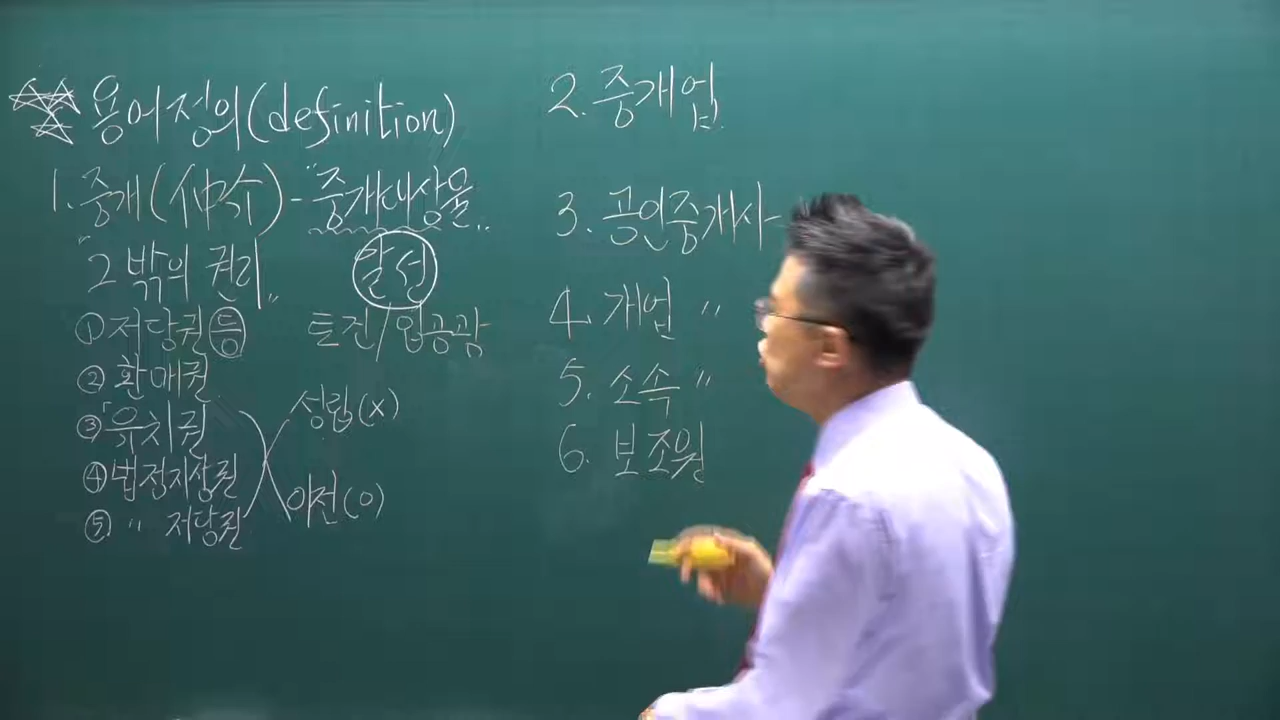 용어정의(definition)
1. 중개(仲介) - "중개대상물"
"그 밖의 권리"
알선
① 저당권 등
토건/입공광
② 환매권
③ 「유치권
성립(X)
④ 법정지상권
이전(O)
⑤ 〃 저당권
2. 중개업
3. 공인중개사 -
4. 개업 〃
5. 소속 〃
6. 보조원